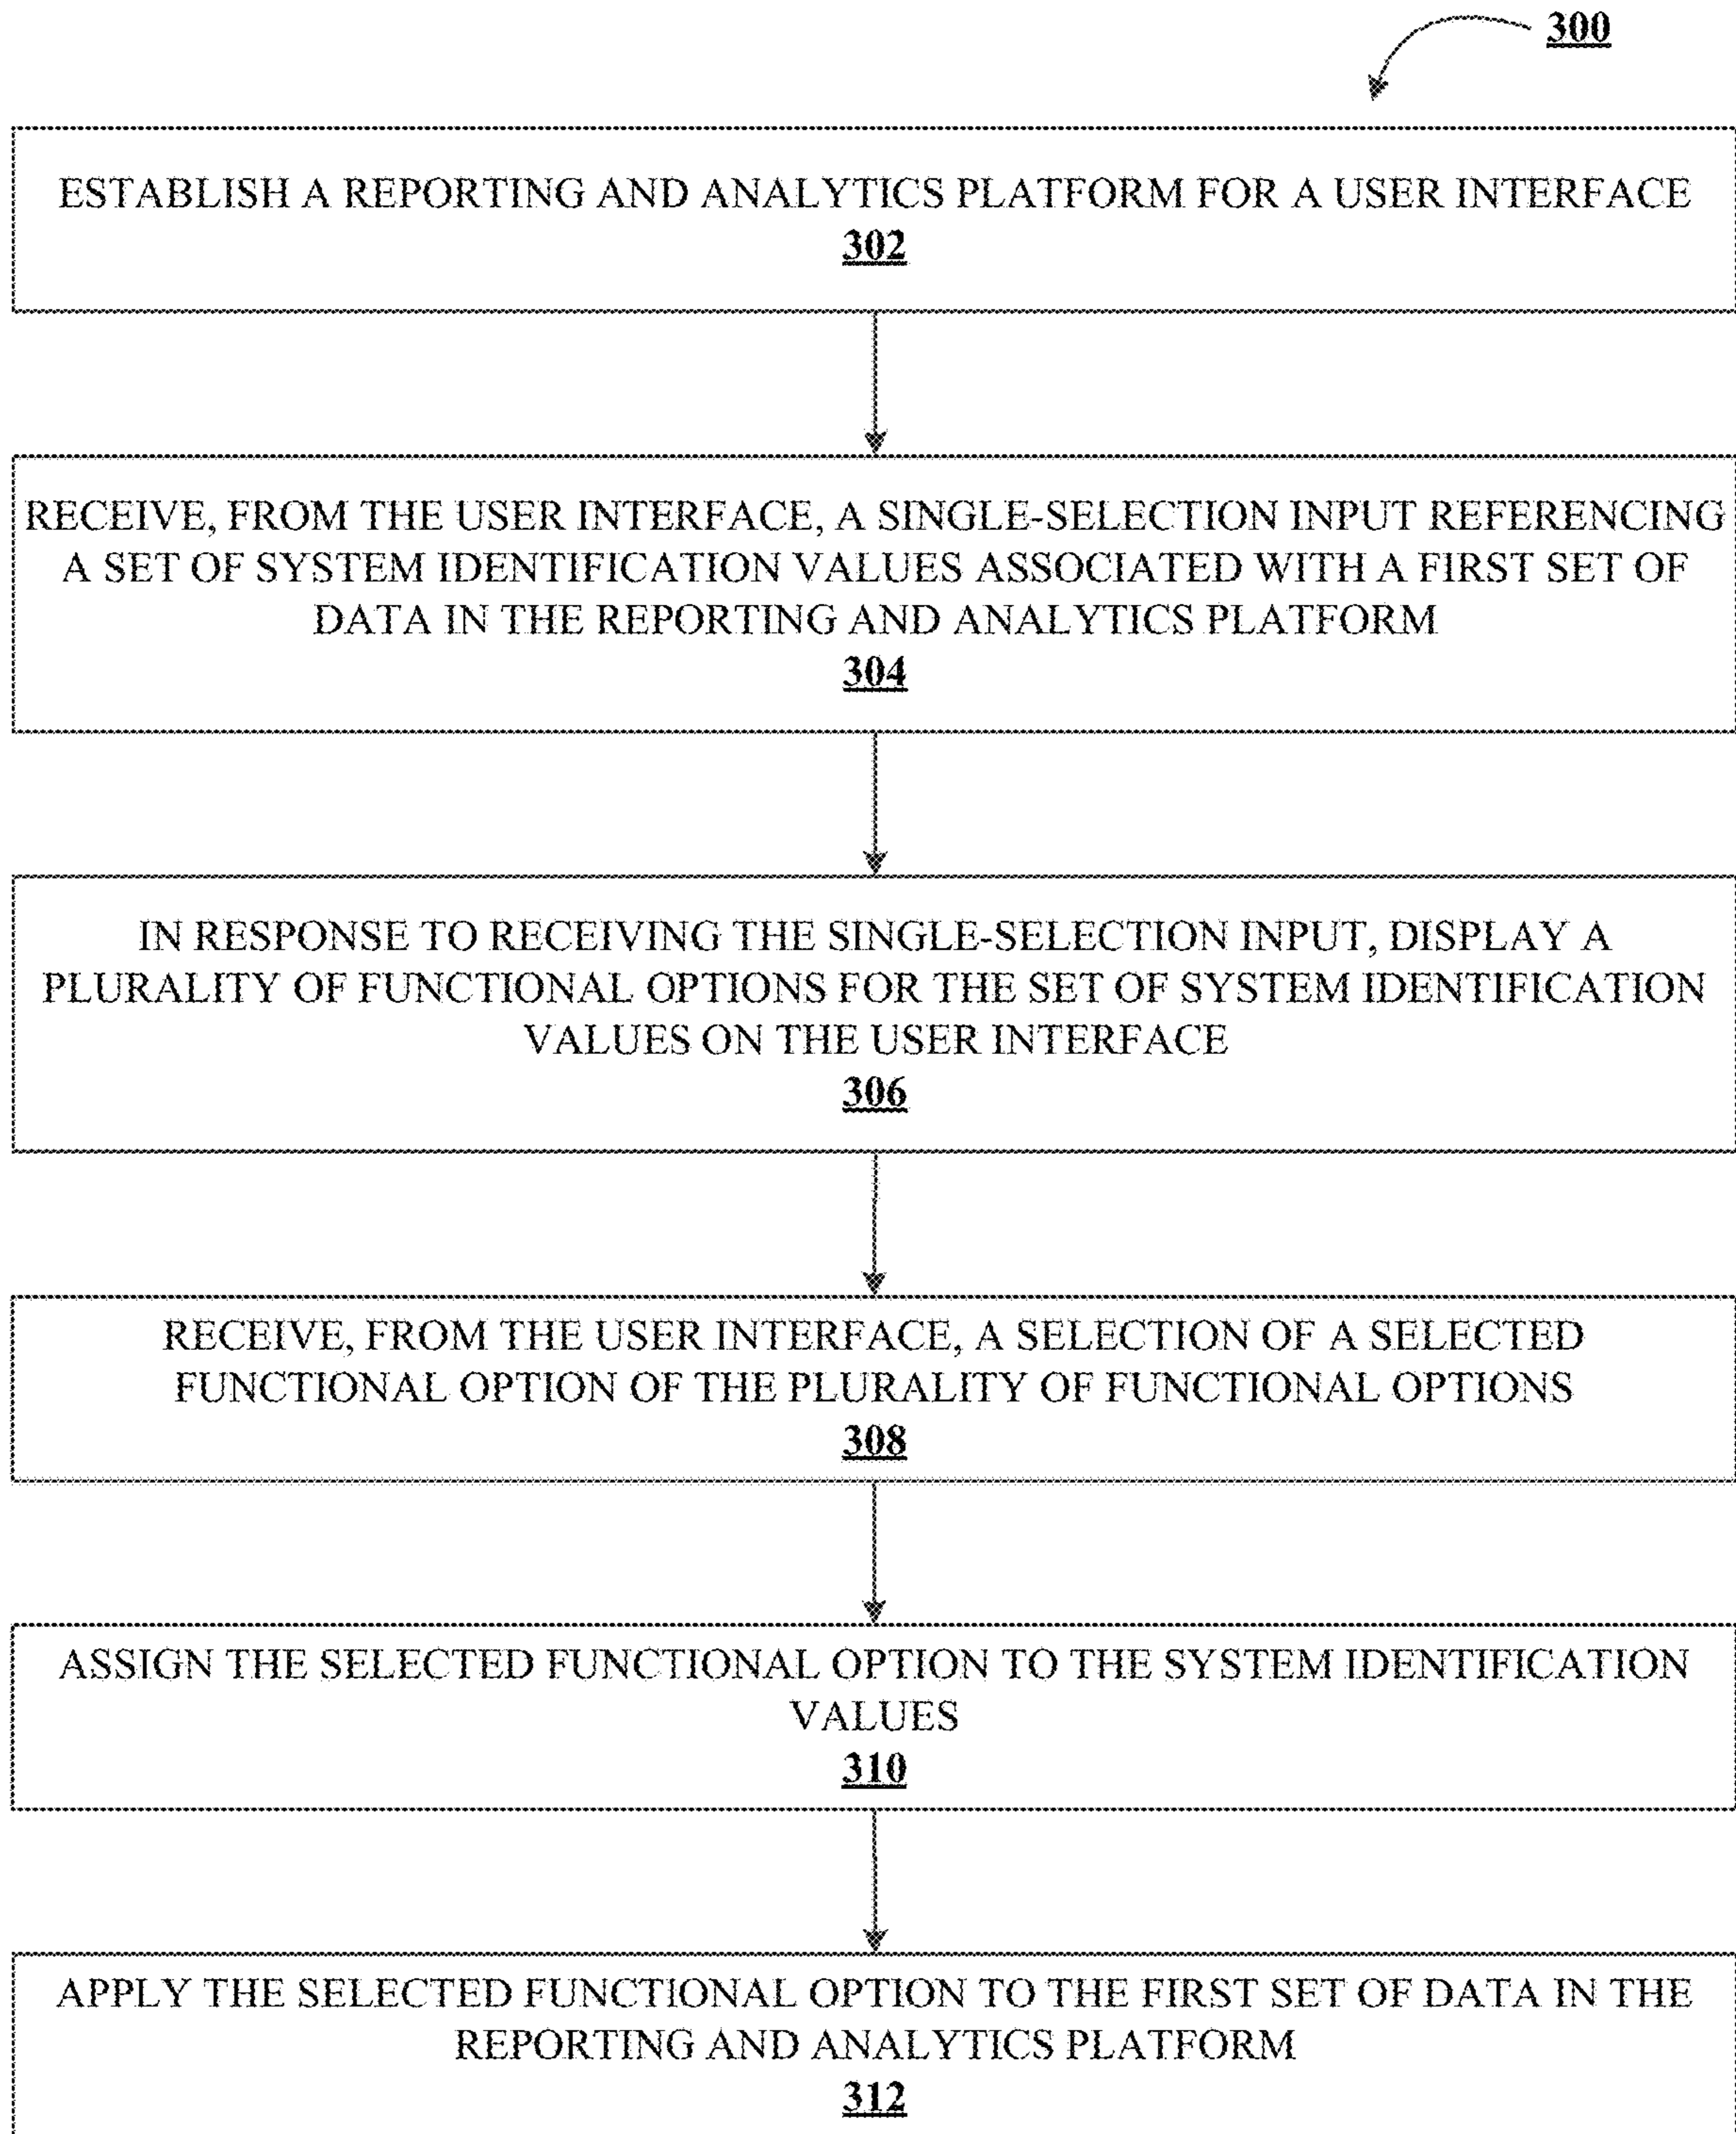 300
ESTABLISH A REPORTING AND ANALYTICS PLATFORM FOR A USER INTERFACE
302
RECEIVE, FROM THE USER INTERFACE, A SINGLE-SELECTION INPUT REFERENCING
A SET OF SYSTEM IDENTIFICATION VALUES ASSOCIATED WITH A FIRST SET OF
DATA IN THE REPORTING AND ANALYTICS PLATFORM
304
IN RESPONSE TO RECEIVING THE SINGLE-SELECTION INPUT, DISPLAY A
PLURALITY OF FUNCTIONAL OPTIONS FOR THE SET OF SYSTEM IDENTIFICATION
VALUES ON THE USER INTERFACE
306
RECEIVE, FROM THE USER INTERFACE, A SELECTION OF A SELECTED
FUNCTIONAL OPTION OF THE PLURALITY OF FUNCTIONAL OPTIONS
308
ASSIGN THE SELECTED FUNCTIONAL OPTION TO THE SYSTEM IDENTIFICATION
VALUES
310
APPLY THE SELECTED FUNCTIONAL OPTION TO THE FIRST SET OF DATA IN THE
REPORTING AND ANALYTICS PLATFORM
312